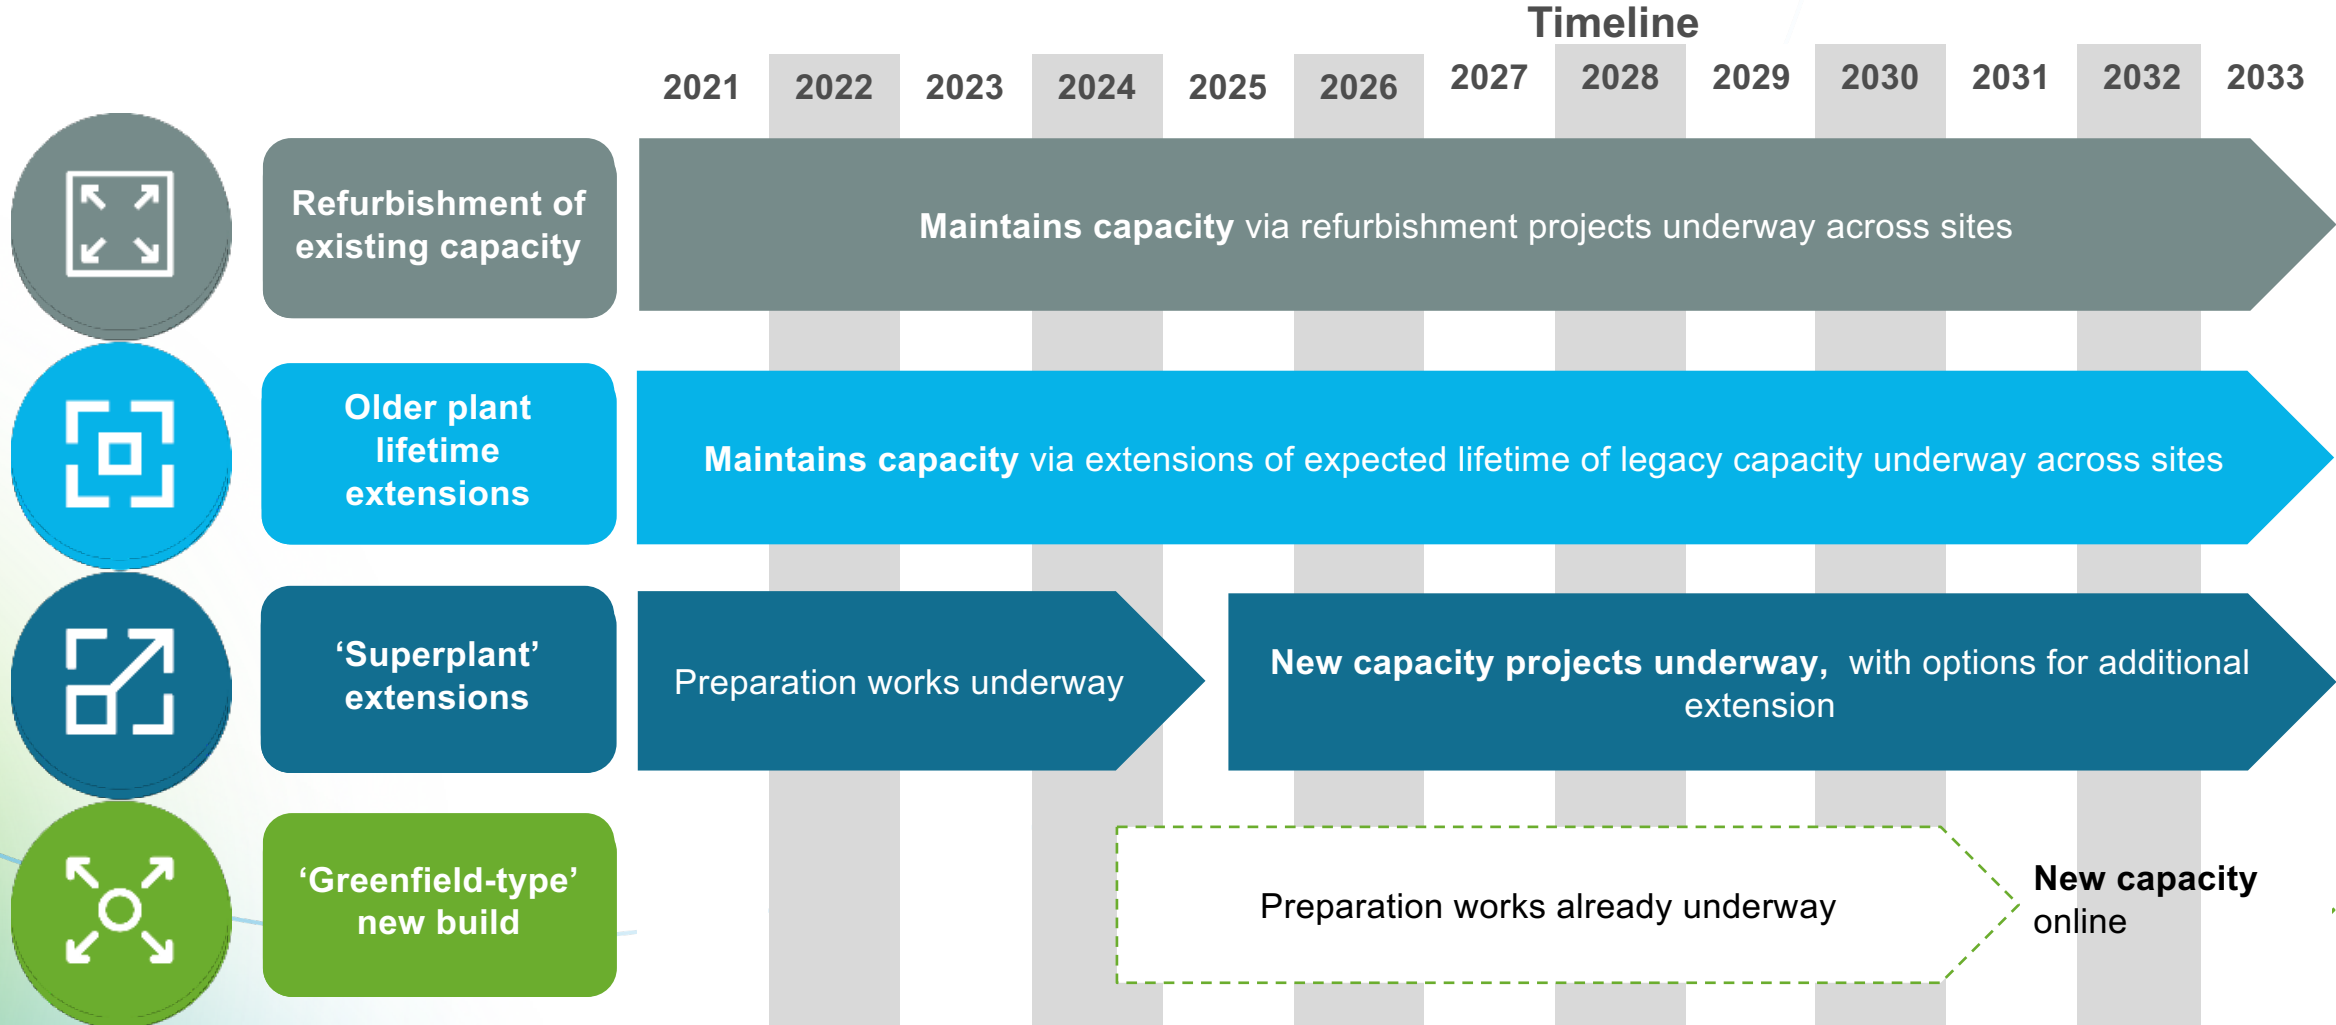 Timeline
2021 2022 2023 2024 2025 2026 2027 2028 2029 2030 2031 2032 2033
Refurbishment of
existing capacity
Maintains capacity via refurbishment projects underway across sites
Older plant
lifetime
extensions
Maintains capacity via extensions of expected lifetime of legacy capacity underway across sites
‘Superplant’
extensions
Preparation works underway
New capacity projects underway, with options for additional
extension
‘Greenfield-type’
new build
Preparation works already underway
New capacity
online